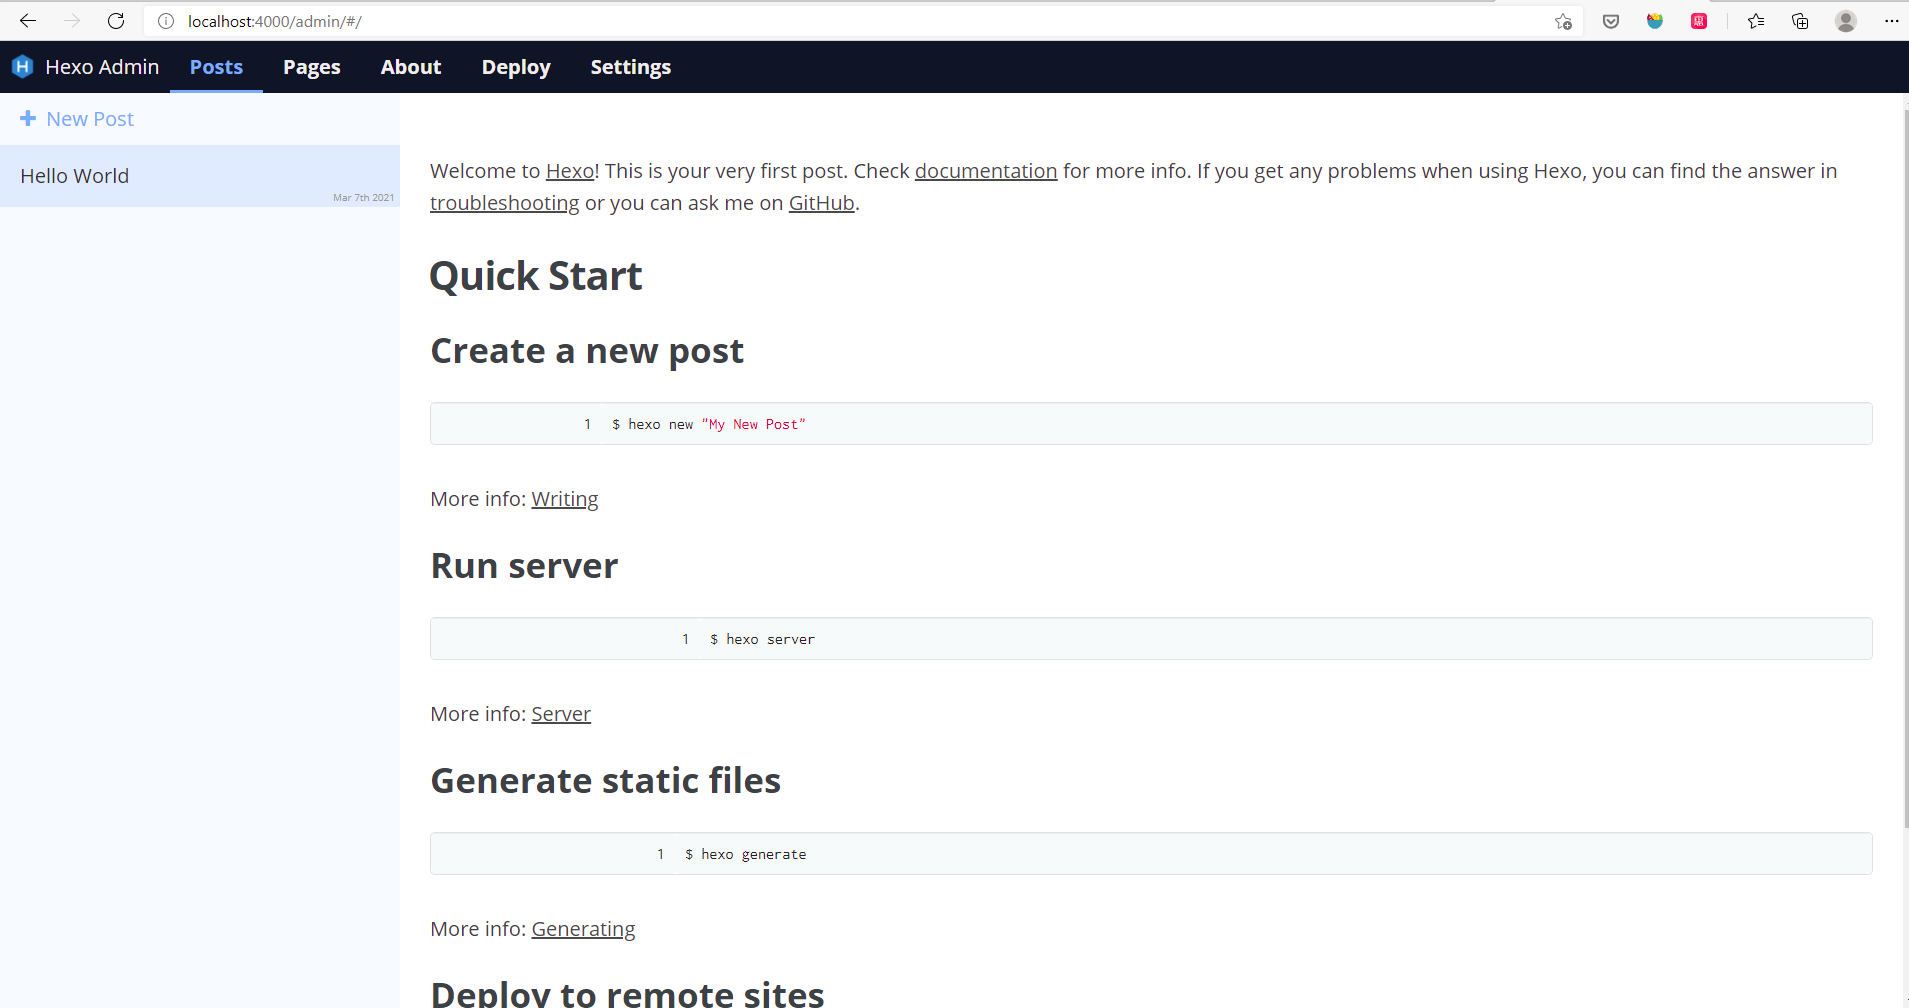 localhost:4000/admin/#/
惠
H Hexo Admin Posts Pages About Deploy Settings
New Post
Hello World
Mar 7th 2021
Welcome to Hexo! This is your very first post. Check documentation for more info. If you get any problems when using Hexo, you can find the answer in
troubleshooting or you can ask me on GitHub.
Quick Start
Create a new post
1 $ hexo new “My New Post”
More info: Writing
Run server
1 $ hexo server
More info: Server
Generate static files
1 $ hexo generate
More info: Generating
Deploy to remote sites